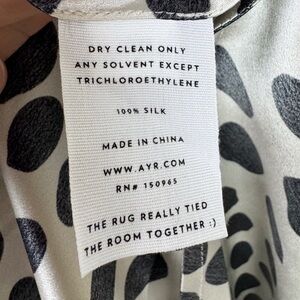 DRY CLEAN ONLY
ANY SOLVENT EXCEPT
TRICHLOROETHYLENE
100% SILK
MADE IN CHINA
WWW.AYR.COM
RN# 150965
THE RUG REALLY TIED
THE ROOM TOGETHER :)